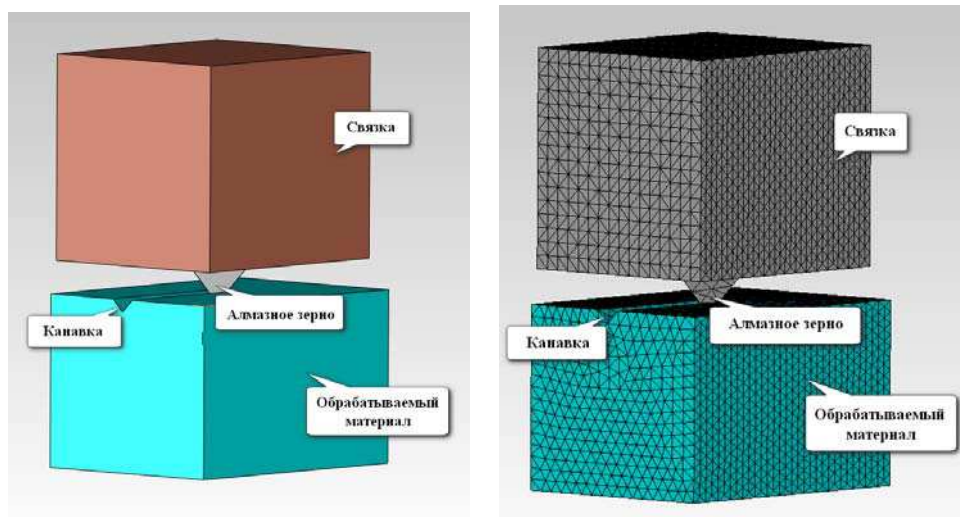 Связка
Алмазное зерно
Канавка
Обрабатываемый
материал
Связка
Алмазное зерно
Канавка
Обрабатываемый
материал